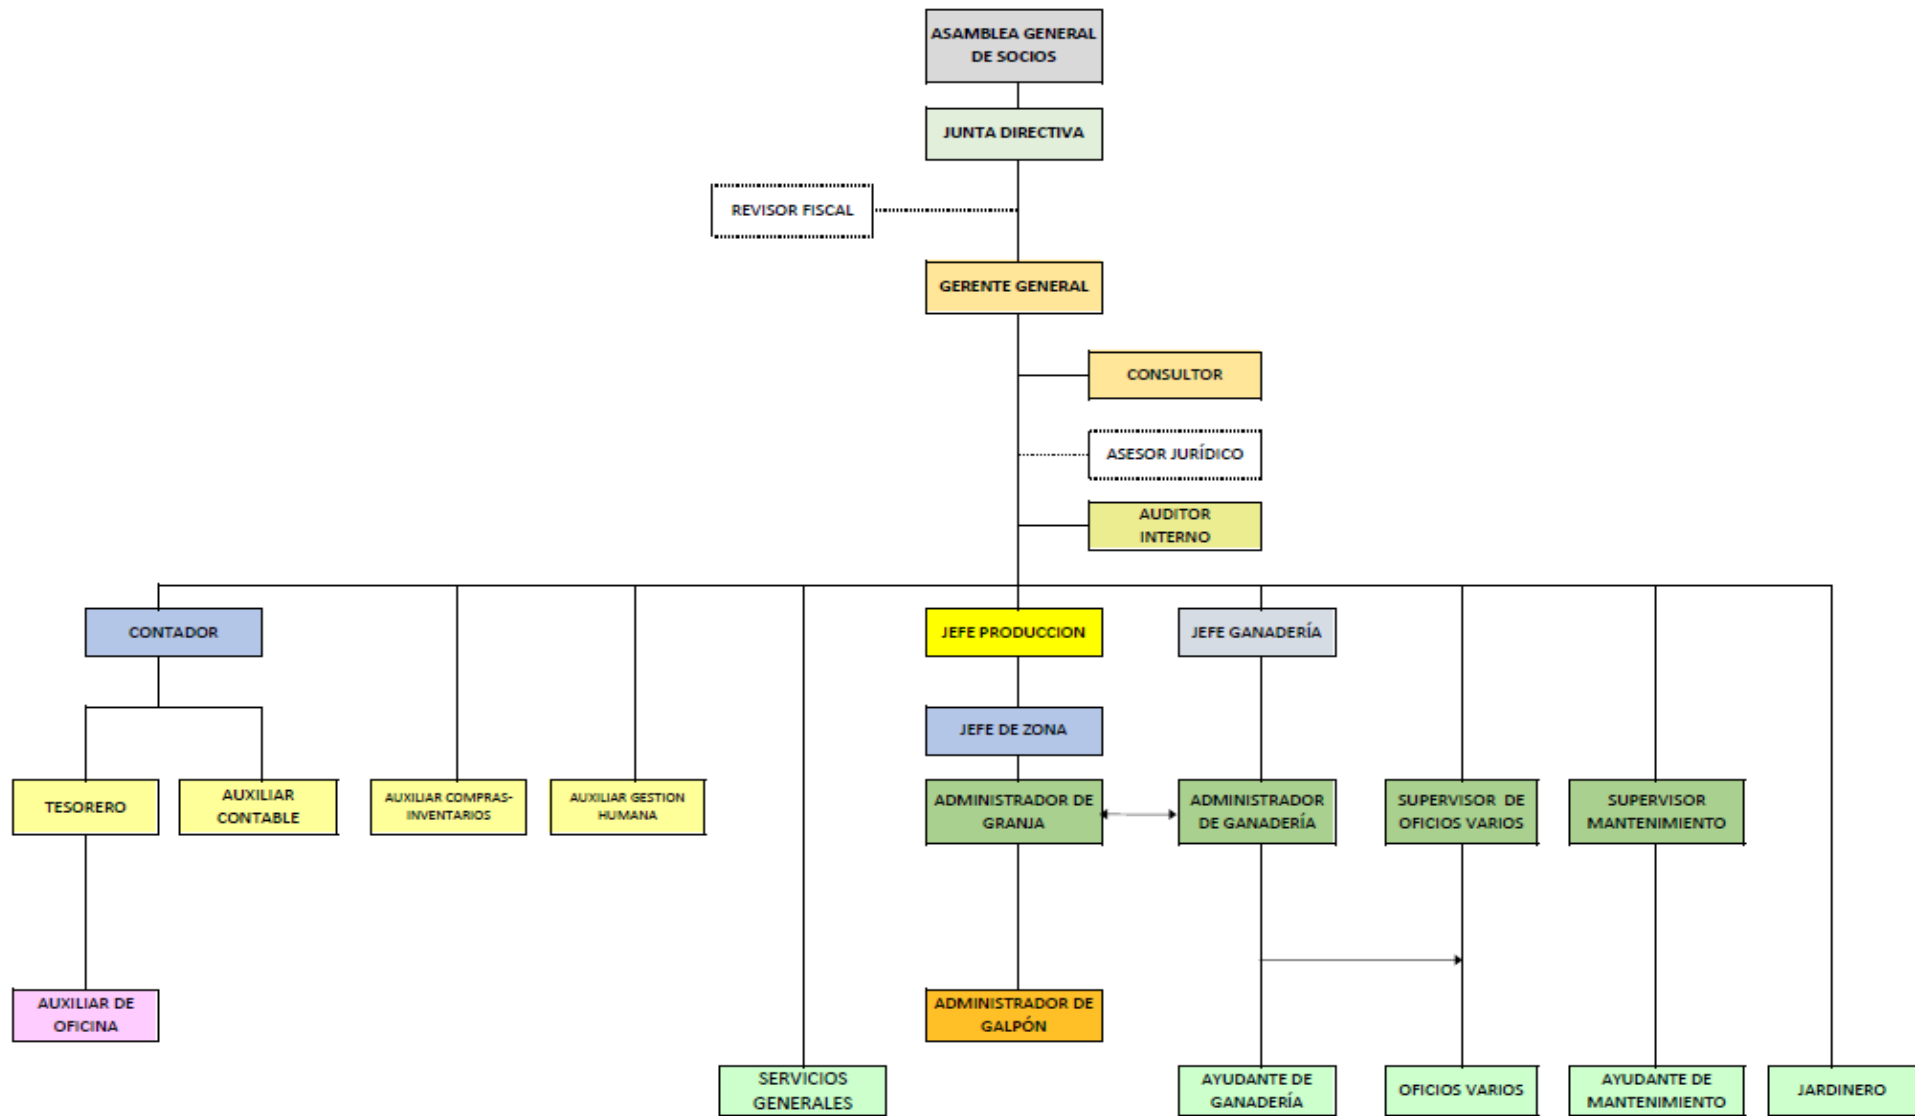 ASAMBLEA GENERAL
DE SOCIOS
JUNTA DIRECTIVA
REVISOR FISCAL
GERENTE GENERAL
CONSULTOR
ASESOR JURÍDICO
AUDITOR
INTERNO
CONTADOR
JEFE PRODUCCION
JEFE GANADERÍA
JEFE DE ZONA
TESORERO
AUXILIAR
CONTABLE
AUXILIAR COMPRAS-
INVENTARIOS
AUXILIAR GESTION
HUMANA
ADMINISTRADOR DE
GRANJA
ADMINISTRADOR
DE GANADERÍA
SUPERVISOR DE
OFICIOS VARIOS
SUPERVISOR
MANTENIMIENTO
AUXILIAR DE
OFICINA
ADMINISTRADOR DE
GALPÓN
SERVICIOS
GENERALES
AYUDANTE DE
GANADERÍA
OFICIOS VARIOS
AYUDANTE DE
MANTENIMIENTO
JARDINERO